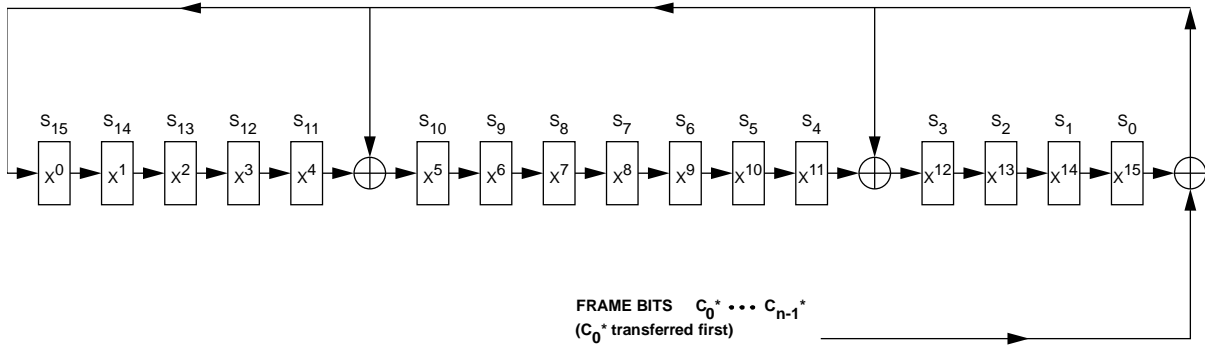 S15 S14 S13 S12 S11 S10 S9 S8 S7 S6 S5 S4 S3 S2 S1 S0
X0 X1 X2 X3 X4 X5 X6 X7 X8 X9 X10 X11 X12 X13 X14 X15
FRAME BITS C0* ••• Cn-1*
(C0* transferred first)